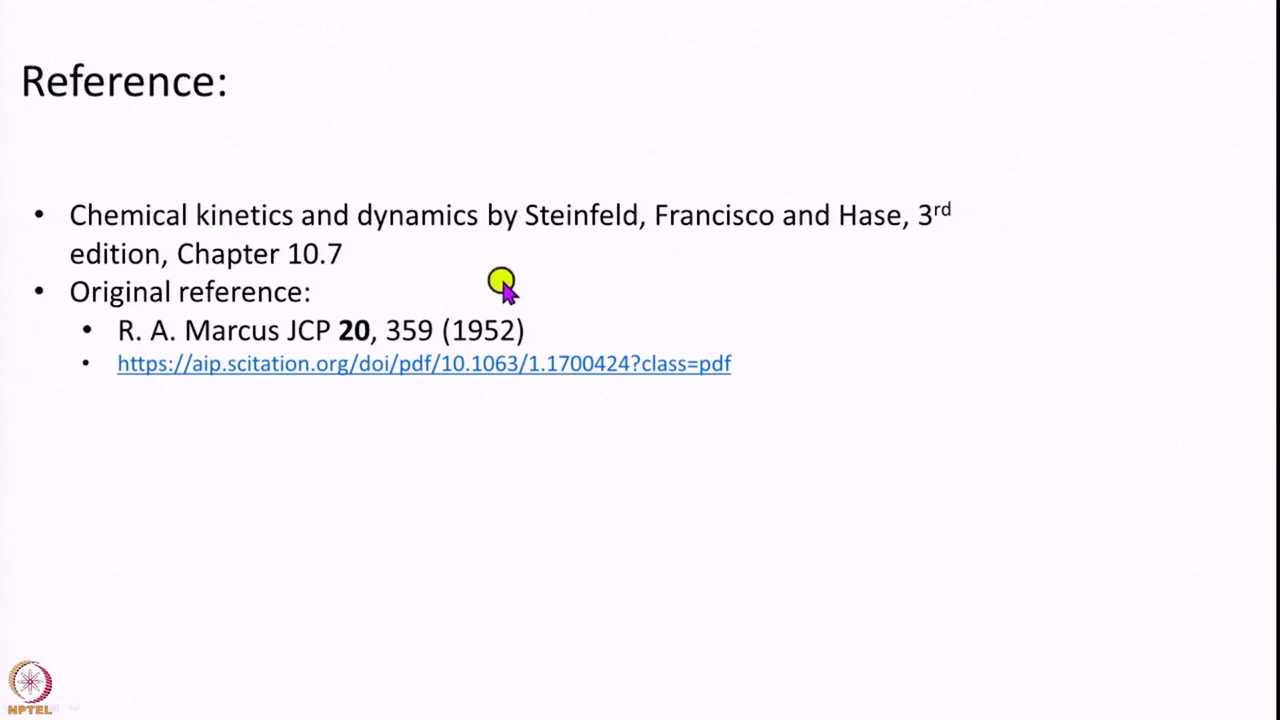 Reference:
• Chemical kinetics and dynamics by Steinfeld, Francisco and Hase, 3rd
edition, Chapter 10.7
• Original reference:
• R. A. Marcus JCP 20, 359 (1952)
• https://aip.scitation.org/doi/pdf/10.1063/1.1700424?class=pdf
NPTEL